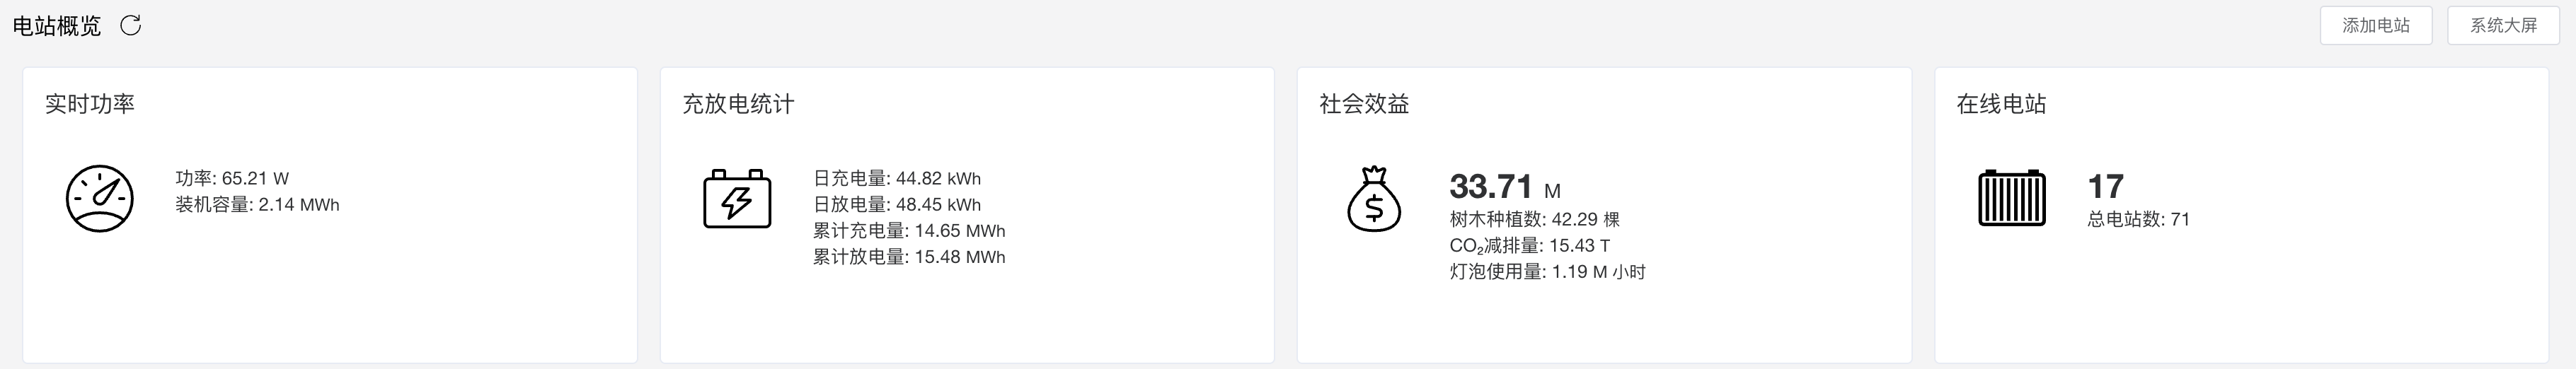 电站概览
添加电站
系统大屏
实时功率
功率: 65.21 W
装机容量: 2.14 MWh
充放电统计
日充电量: 44.82 kWh
日放电量: 48.45 kWh
累计充电量: 14.65 MWh
累计放电量: 15.48 MWh
社会效益
33.71 M
树木种植数: 42.29 棵
CO₂减排量: 15.43 T
灯泡使用量: 1.19 M 小时
在线电站
17
总电站数: 71